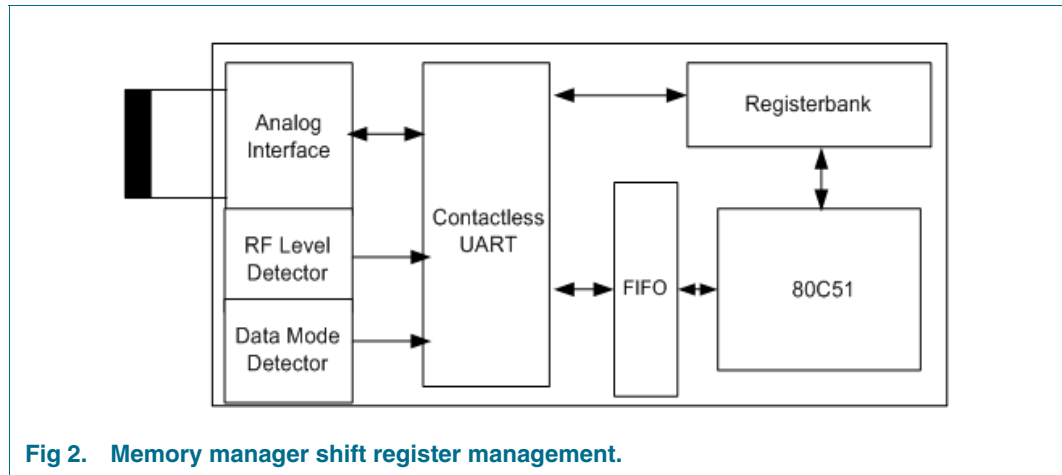 Analog
Interface
RF Level
Detector
Data Mode
Detector
Contactless
UART
FIFO
Registerbank
80C51
Fig 2. Memory manager shift register management.